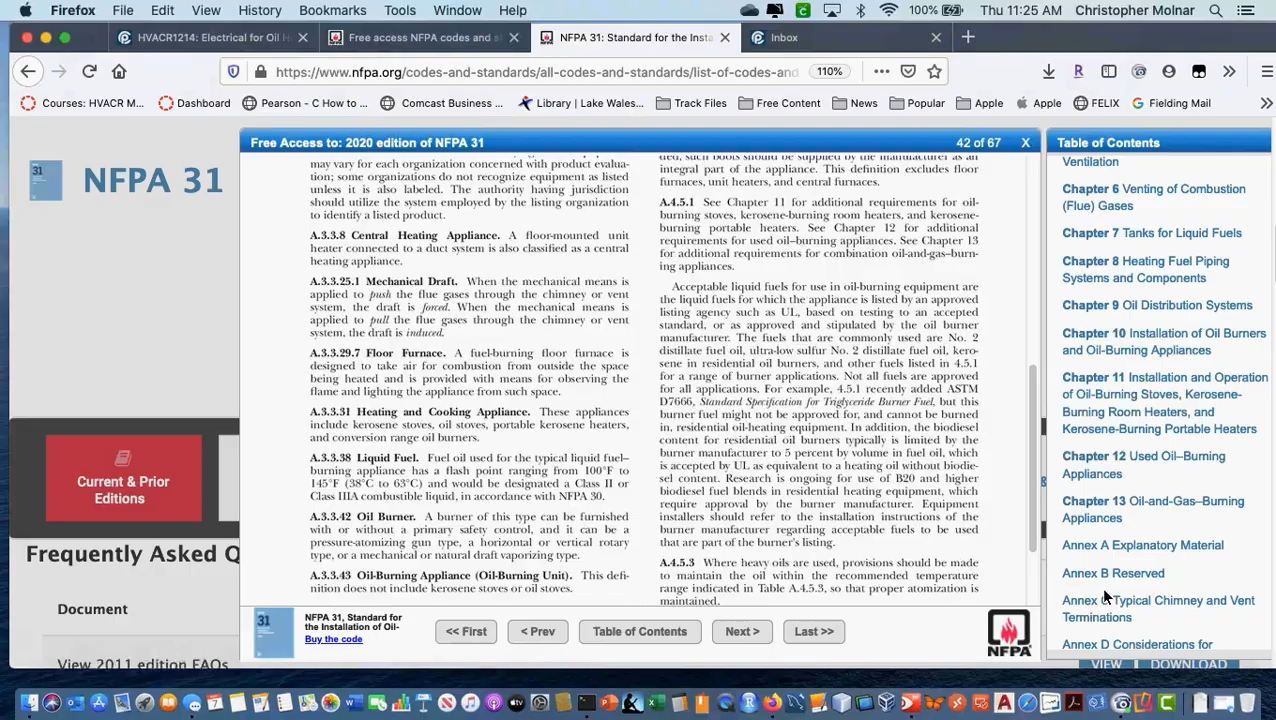 Firefox File Edit View History Bookmarks Tools Window Help 100% Thu 11:25 AM Christopher Molnar
HVACR1214: Electrical for Oil H
Free access NFPA codes and s
NFPA 31: Standard for the Insta
Inbox
https://www.nfpa.org/codes-and-standards/all-codes-and-standards/list-of-codes-and
110%
Courses: HVACR M...
Dashboard
Pearson - C How to ...
Comcast Business ...
Library | Lake Wales...
Track Files
Free Content
News
Popular
Apple
Apple
FELIX
Fielding Mail
31
NFPA 31
Current & Prior
Editions
Frequently Asked Q
Document
View 2011 edition FAQs
Free Access to: 2020 edition of NFPA 31
42 of 67
X
may vary for each organization concerned with product evalua-
tion; some organizations do not recognize equipment as listed
unless it is also labeled. The authority having jurisdiction
should utilize the system employed by the listing organization
to identify a listed product.
A.3.3.8 Central Heating Appliance. A floor-mounted unit
heater connected to a duct system is also classified as a central
heating appliance.
A.3.3.25.1 Mechanical Draft. When the mechanical means is
applied to push the flue gases through the chimney or vent
system, the draft is forced. When the mechanical means is
applied to pull the flue gases through the chimney or vent
system, the draft is induced.
A.3.3.29.7 Floor Furnace. A fuel-burning floor furnace is
designed to take air for combustion from outside the space
being heated and is provided with means for observing the
flame and lighting the appliance from such space.
A.3.3.31 Heating and Cooking Appliance. These appliances
include kerosene stoves, oil stoves, portable kerosene heaters,
and conversion range oil burners.
A.3.3.38 Liquid Fuel. Fuel oil used for the typical liquid fuel–
burning appliance has a flash point ranging from 100°F to
145°F (38°C to 63°C) and would be designated a Class II or
Class IIIA combustible liquid, in accordance with NFPA 30.
A.3.3.42 Oil Burner. A burner of this type can be furnished
with or without a primary safety control, and it can be a
pressure-atomizing gun type, a horizontal or vertical rotary
type, or a mechanical or natural draft vaporizing type.
A.3.3.43 Oil-Burning Appliance (Oil-Burning Unit). This defi-
nition does not include kerosene stoves or oil stoves.
ded, such boots should be supplied by the manufacturer as an
integral part of the appliance. This definition excludes floor
furnaces, unit heaters, and central furnaces.
A.4.5.1 See Chapter 11 for additional requirements for oil-
burning stoves, kerosene-burning room heaters, and kerosene-
burning portable heaters. See Chapter 12 for additional
requirements for used oil–burning appliances. See Chapter 13
for additional requirements for combination oil-and-gas–burn-
ing appliances.
Acceptable liquid fuels for use in oil-burning equipment are
the liquid fuels for which the appliance is listed by an approved
listing agency such as UL, based on testing to an accepted
standard, or as approved and stipulated by the oil burner
manufacturer. The fuels that are commonly used are No. 2
distillate fuel oil, ultra-low sulfur No. 2 distillate fuel oil, kero-
sene in residential oil burners, and other fuels listed in 4.5.1
for a range of burner applications. Not all fuels are approved
for all applications. For example, 4.5.1 recently added ASTM
D7666, Standard Specification for Triglyceride Burner Fuel, but this
burner fuel might not be approved for, and cannot be burned
in, residential oil-heating equipment. In addition, the biodiesel
content for residential oil burners typically is limited by the
burner manufacturer to 5 percent by volume in fuel oil, which
is accepted by UL as equivalent to a heating oil without biodie-
sel content. Research is ongoing for use of B20 and higher
biodiesel fuel blends in residential heating equipment, which
require approval by the burner manufacturer. Equipment
installers should refer to the installation instructions of the
burner manufacturer regarding acceptable fuels to be used
that are part of the burner's listing.
A.4.5.3 Where heavy oils are used, provisions should be made
to maintain the oil within the recommended temperature
range indicated in Table A.4.5.3, so that proper atomization is
maintained.
31
NFPA 31, Standard for
the Installation of Oil-
Buy the code
<< First
< Prev
Table of Contents
Next >
Last >>
NFPA
Table of Contents
Ventilation
Chapter 6 Venting of Combustion
(Flue) Gases
Chapter 7 Tanks for Liquid Fuels
Chapter 8 Heating Fuel Piping
Systems and Components
Chapter 9 Oil Distribution Systems
Chapter 10 Installation of Oil Burners
and Oil-Burning Appliances
Chapter 11 Installation and Operation
of Oil-Burning Stoves, Kerosene-
Burning Room Heaters, and
Kerosene-Burning Portable Heaters
Chapter 12 Used Oil–Burning
Appliances
Chapter 13 Oil-and-Gas–Burning
Appliances
Annex A Explanatory Material
Annex B Reserved
Annex C Typical Chimney and Vent
Terminations
Annex D Considerations for
VIEW DOWNLOAD